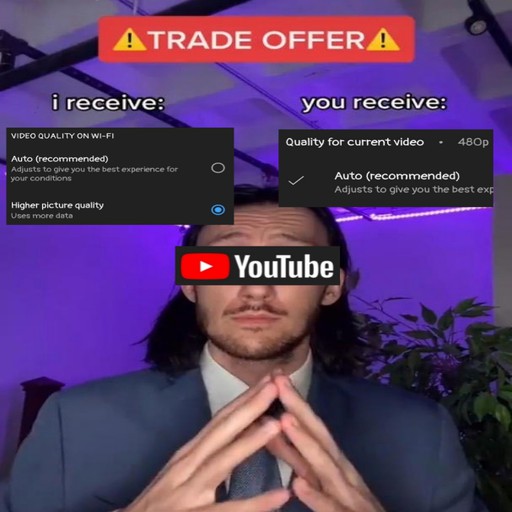 ⚠️TRADE OFFER⚠️
i receive:
you receive:
VIDEO QUALITY ON WI-FI
Auto (recommended)
Adjusts to give you the best experience for
your conditions
Higher picture quality
Uses more data
Quality for current video • 480p
Auto (recommended)
Adjusts to give you the best exp
YouTube